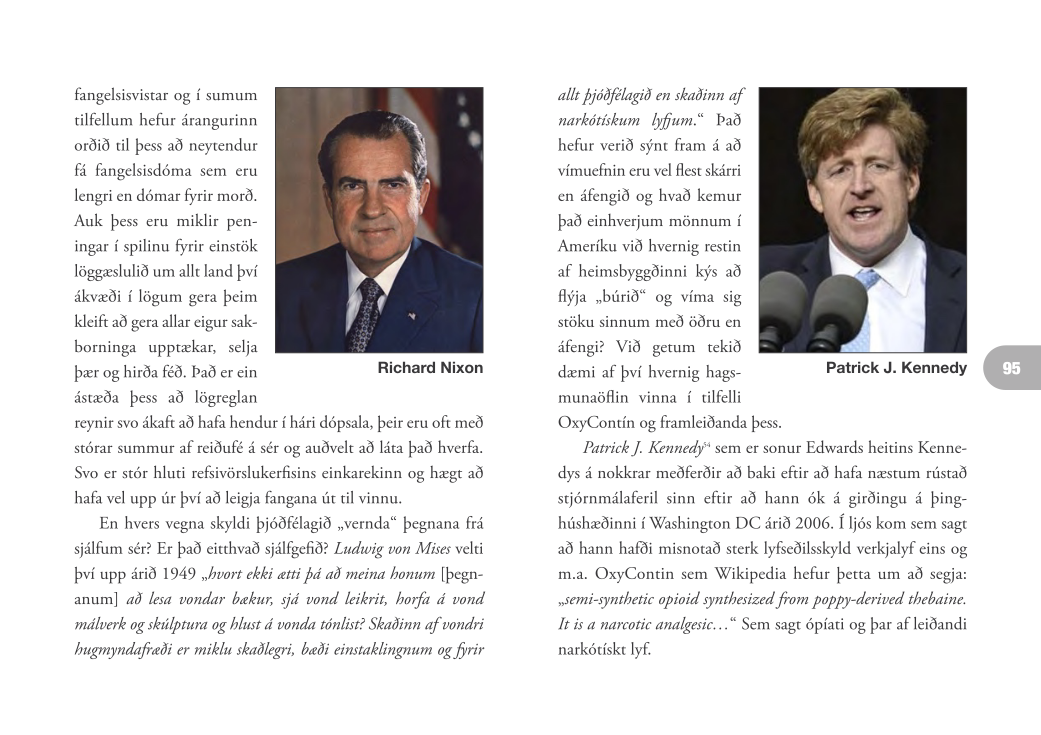 fangelsisvistar og í sumum
tilfellum hefur árangurinn
orðið til þess að neytendur
fá fangelsisdóma sem eru
lengri en dómar fyrir morð.
Auk þess eru miklir pen-
ingar í spilinu fyrir einstök
löggæslulið um allt land því
ákvæði í lögum gera þeim
kleift að gera allar eigur sak-
borninga upptækar, selja
þær og hirða féð. Það er ein
ástæða þess að lögreglan
reynir svo ákaft að hafa hendur í hári dópsala, þeir eru oft með
stórar summur af reiðufé á sér og auðvelt að láta það hverfa.
Svo er stór hluti refsivörslukerfisins einkarekinn og hægt að
hafa vel upp úr því að leigja fangana út til vinnu.
En hvers vegna skyldi þjóðfélagið „vernda“ þegnana frá
sjálfum sér? Er það eitthvað sjálfgefið? Ludwig von Mises velti
því upp árið 1949 „hvort ekki ætti þá að meina honum [þegn-
anum] að lesa vondar bækur, sjá vond leikrit, horfa á vond
málverk og skúlptura og hlust á vonda tónlist? Skaðinn af vondri
hugmyndafræði er miklu skaðlegri, bæði einstaklingnum og fyrir
Richard Nixon
allt þjóðfélagið en skaðinn af
narkótískum lyfjum.“ Það
hefur verið sýnt fram á að
vímuefnin eru vel flest skárri
en áfengið og hvað kemur
það einhverjum mönnum í
Ameríku við hvernig restin
af heimsbyggðinni kýs að
flýja „búrið“ og víma sig
stöku sinnum með öðru en
áfengi? Við getum tekið
dæmi af því hvernig hags-
munaöflin vinna í tilfelli
OxyContín og framleiðanda þess.
Patrick J. Kennedy54 sem er sonur Edwards heitins Kenne-
dys á nokkrar meðferðir að baki eftir að hafa næstum rústað
stjórnmálaferil sinn eftir að hann ók á girðingu á þing-
húshæðinni í Washington DC árið 2006. Í ljós kom sem sagt
að hann hafði misnotað sterk lyfseðilsskyld verkjalyf eins og
m.a. OxyContin sem Wikipedia hefur þetta um að segja:
„semi-synthetic opioid synthesized from poppy-derived thebaine.
It is a narcotic analgesic…“ Sem sagt ópíati og þar af leiðandi
narkótískt lyf.
Patrick J. Kennedy
95